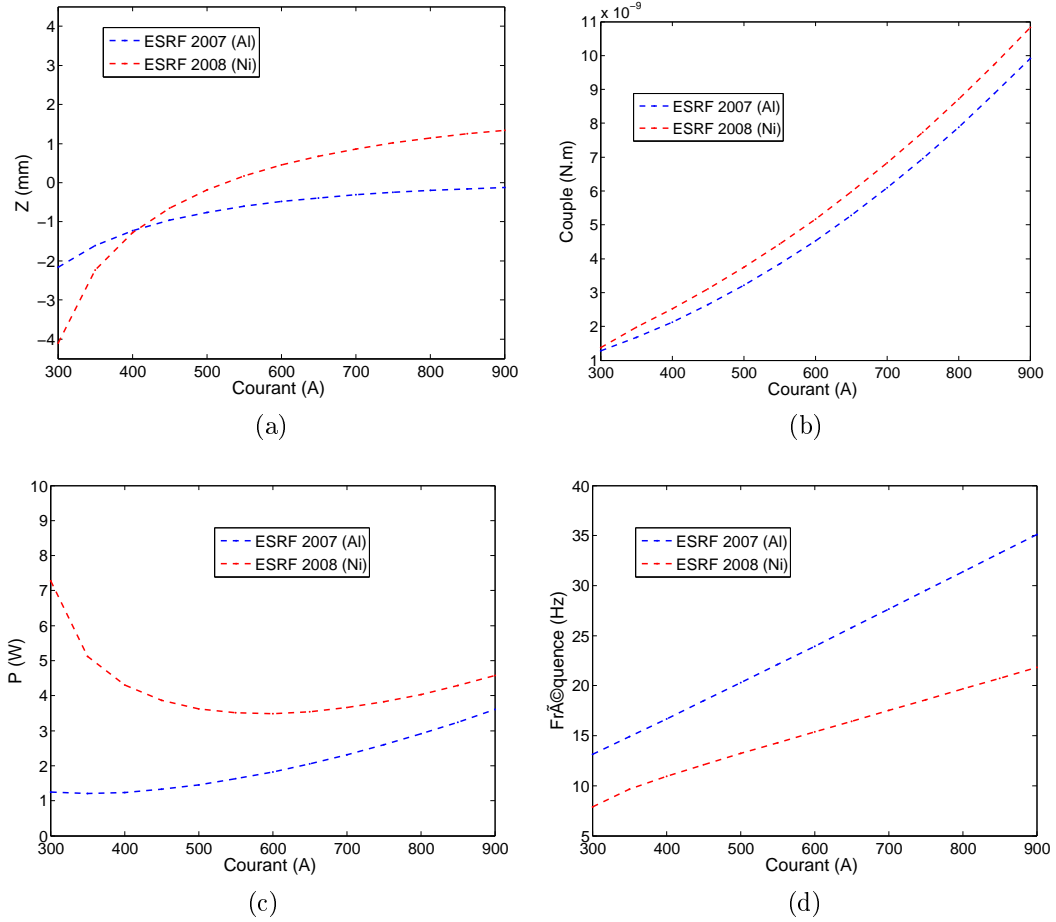 4
3
2
1
0
−1
−2
−3
−4
Z (mm)
ESRF 2007 (Al)
ESRF 2008 (Ni)
300 400 500 600 700 800 900
Courant (A)
(a)
x 10⁻⁹
11
10
9
8
7
6
5
4
3
2
1
Couple (N.m)
ESRF 2007 (Al)
ESRF 2008 (Ni)
300 400 500 600 700 800 900
Courant (A)
(b)
10
9
8
7
6
5
4
3
2
1
0
P (W)
ESRF 2007 (Al)
ESRF 2008 (Ni)
300 400 500 600 700 800 900
Courant (A)
(c)
40
35
30
25
20
15
10
5
FrÃ©quence (Hz)
ESRF 2007 (Al)
ESRF 2008 (Ni)
300 400 500 600 700 800 900
Courant (A)
(d)